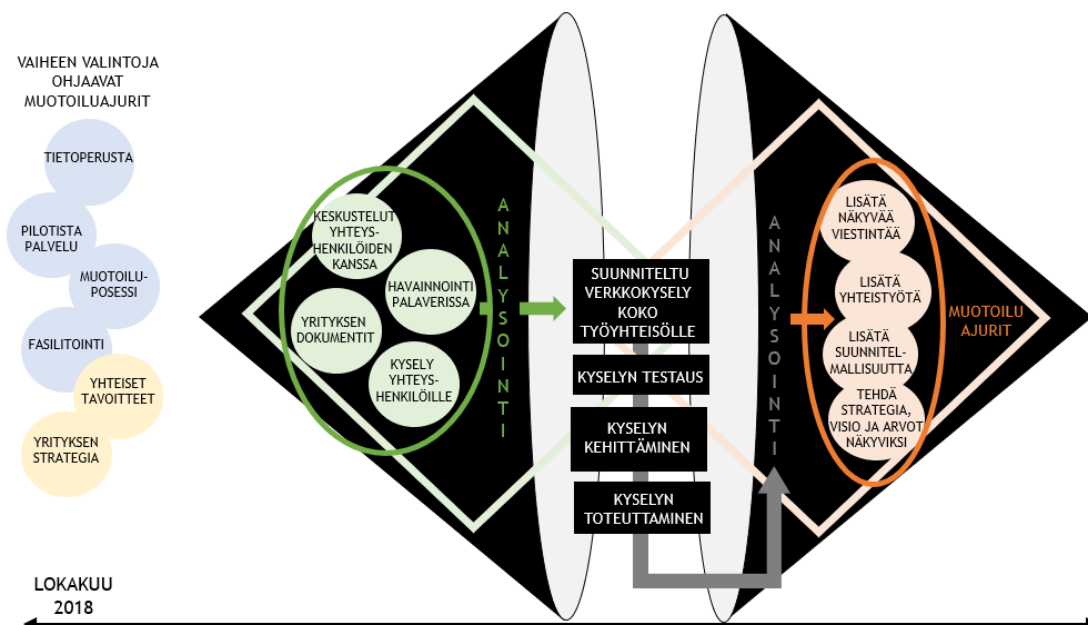 VAIHEEN VALINTOJA
OHJAAVAT
MUOTOILUAJURIT
TIETOPERUSTA
PILOTISTA
PALVELU
MUOTOILU-
POSESSI
FASILITOINTI
YHTEISET
TAVOITTEET
YRITYKSEN
STRATEGIA
KESKUSTELUT
YHTEYS-
HENKILÖIDEN
KANSSA
HAVAINNOINTI
PALAVERISSA
YRITYKSEN
DOKUMENTIT
KYSELY
YHTEYS-
HENKILÖILLE
ANALYSOINTI
SUUNNITELTU
VERKKOKYSELY
KOKO
TYÖYHTEISÖLLE
KYSELYN TESTAUS
KYSELYN
KEHITTÄMINEN
KYSELYN
TOTEUTTAMINEN
ANALYSOINTI
LISÄTÄ
NÄKYVÄÄ
VIESTINTÄÄ
LISÄTÄ
YHTEISTYÖTÄ
LISÄTÄ
SUUNNITEL-
MALLISUUTTA
TEHDÄ
STRATEGIA,
VISIO JA ARVOT
NÄKYVIKSI
MUOTOILU
AJURIT
LOKAKUU
2018